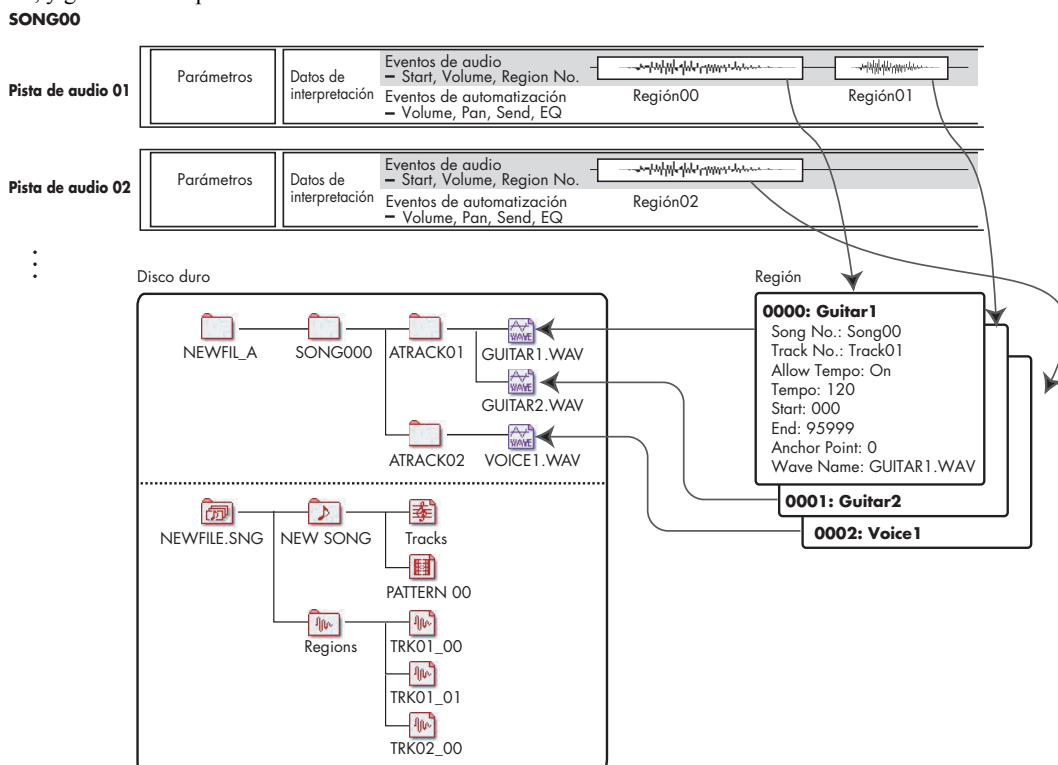 SONG00
Pista de audio 01
Parámetros
Datos de
interpretación
Eventos de audio
– Start, Volume, Region No.
Eventos de automatización
– Volume, Pan, Send, EQ
Región00
Región01
Pista de audio 02
Parámetros
Datos de
interpretación
Eventos de audio
– Start, Volume, Region No.
Eventos de automatización
– Volume, Pan, Send, EQ
Región02
Disco duro
NEWFIL_A
SONG000
ATRACK01
WAVE
GUITAR1.WAV
WAVE
GUITAR2.WAV
ATRACK02
WAVE
VOICE1.WAV
NEWFILE.SNG
NEW SONG
Tracks
PATTERN 00
Regions
TRK01_00
TRK01_01
TRK02_00
Región
0000: Guitar1
Song No.: Song00
Track No.: Track01
Allow Tempo: On
Tempo: 120
Start: 000
End: 95999
Anchor Point: 0
Wave Name: GUITAR1.WAV
0001: Guitar2
0002: Voice1